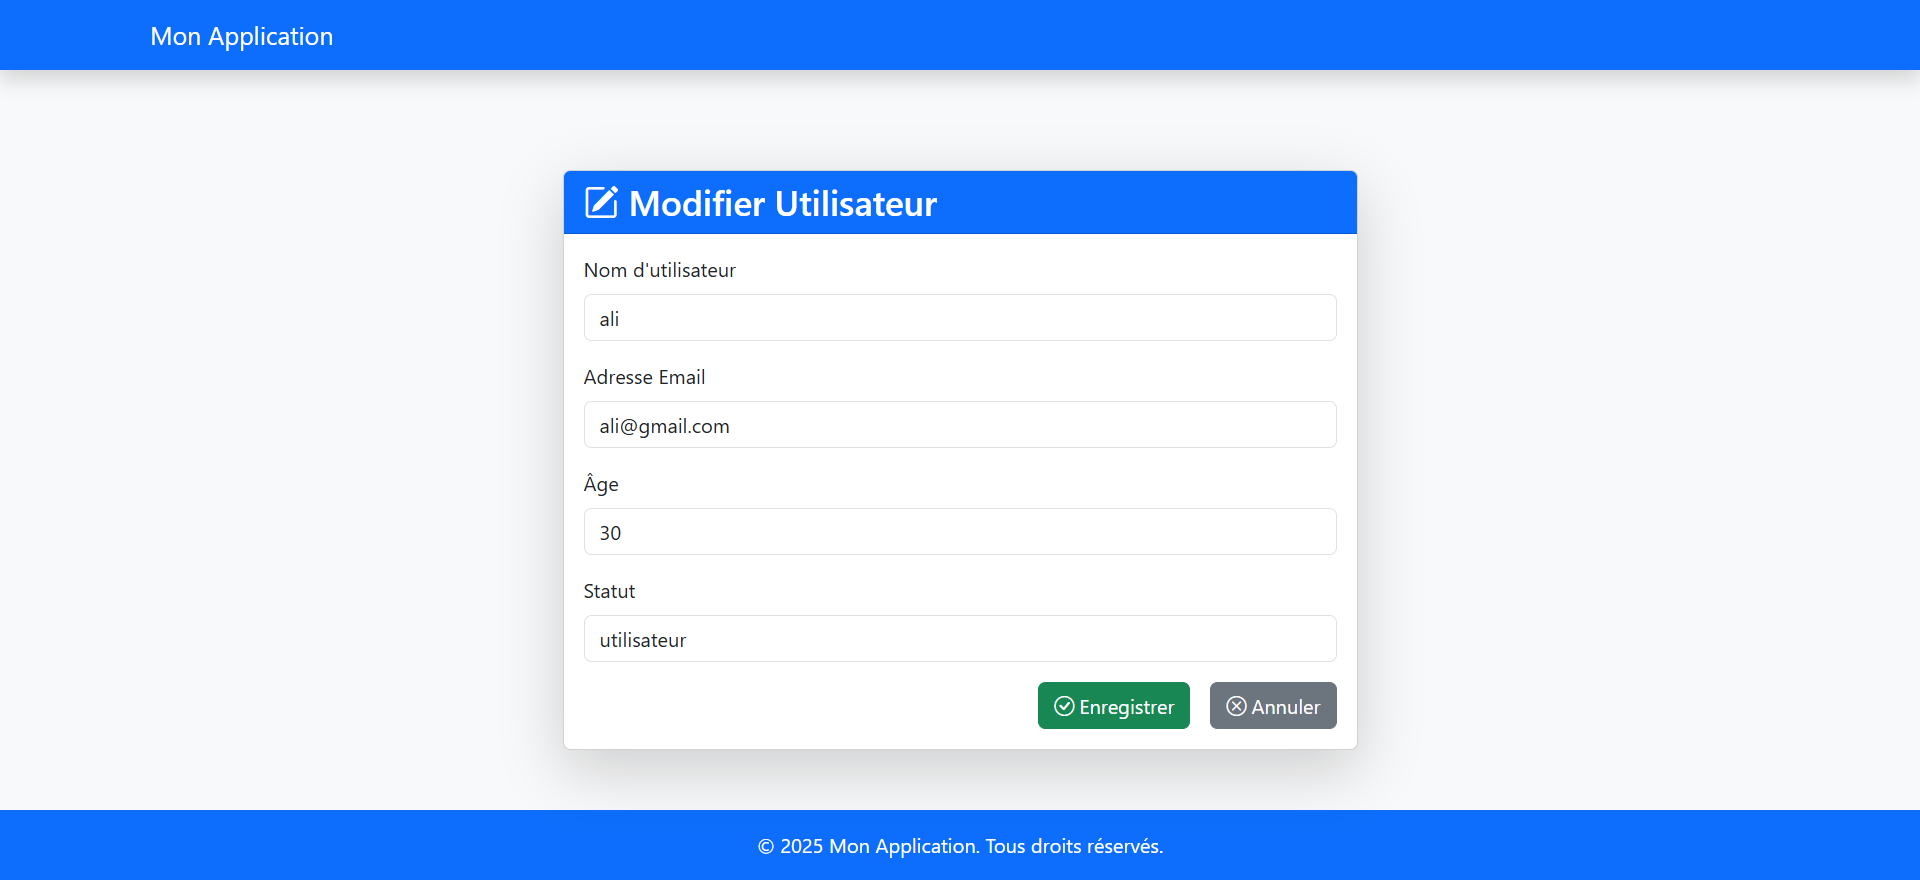 Mon Application
Modifier Utilisateur
Nom d'utilisateur
ali
Adresse Email
ali@gmail.com
Âge
30
Statut
utilisateur
Enregistrer Annuler
© 2025 Mon Application. Tous droits réservés.